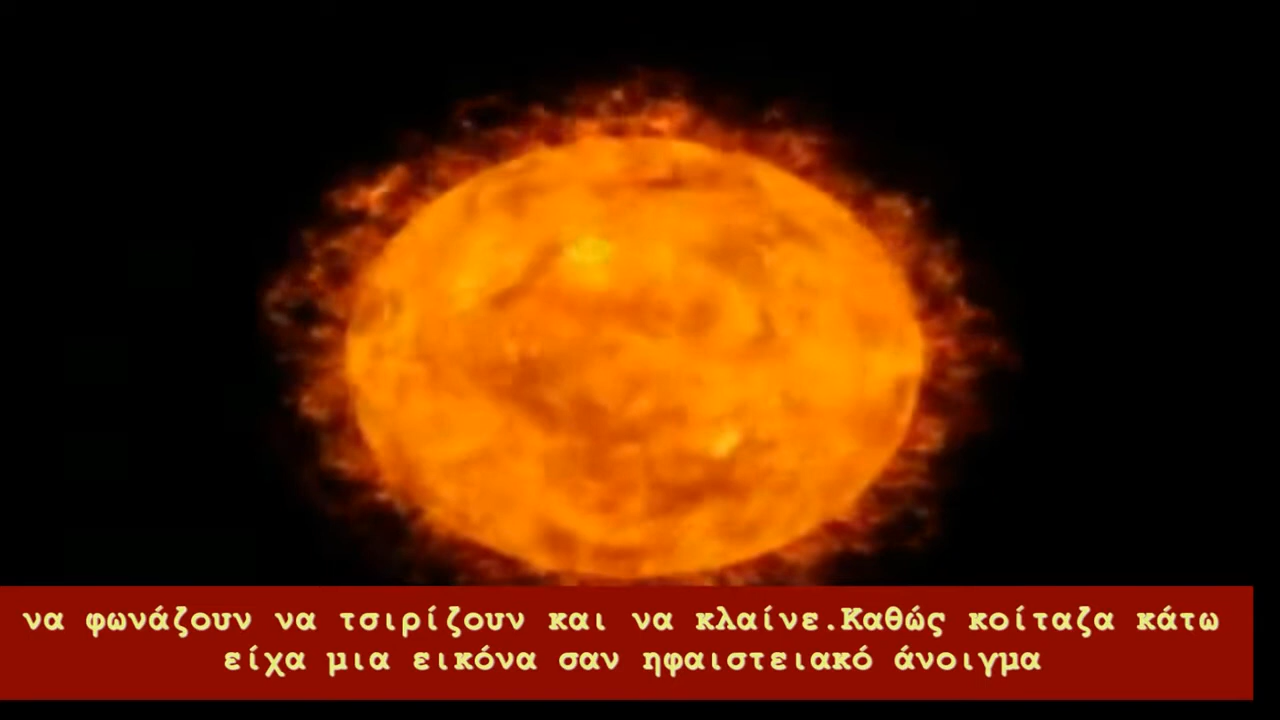 να φωνάζουν να τσιρίζουν και να κλαίνε.Καθώς κοίταζα κάτω
είχα μια εικόνα σαν ηφαιστειακό άνοιγμα